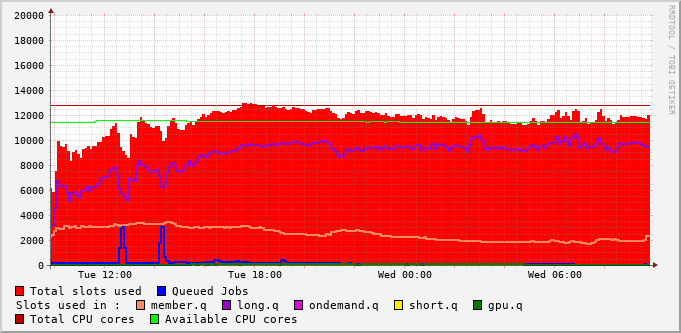 20000
18000
16000
14000
12000
10000
8000
6000
4000
2000
0
Tue 12:00 Tue 18:00 Wed 00:00 Wed 06:00
RRDTOOL / TOBI OETIKER
Total slots used Queued Jobs
Slots used in : member.q long.q ondemand.q short.q gpu.q
Total CPU cores Available CPU cores